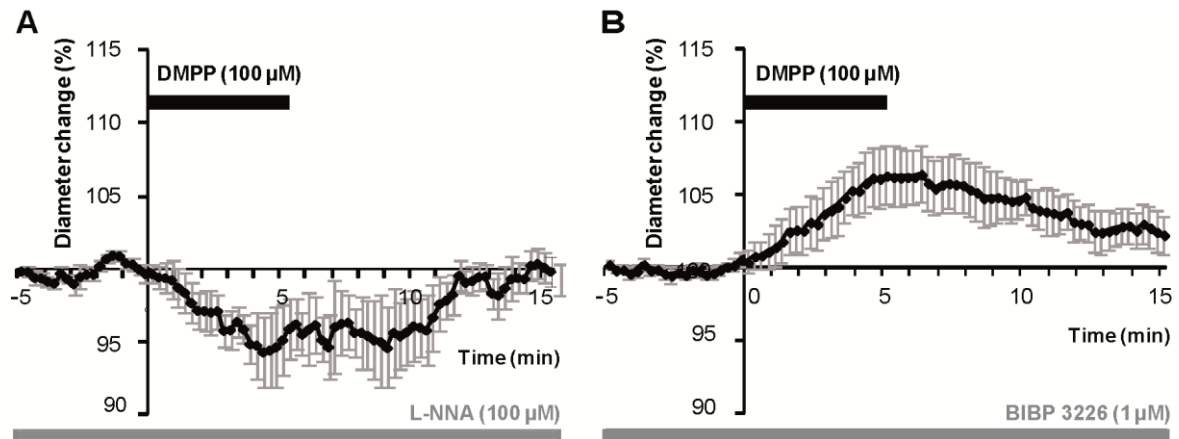 A
Diameter change (%)
115
110
105
95
90
DMPP (100 µM)
-5
5
10
15
Time (min)
L-NNA (100 µM)
B
Diameter change (%)
115
110
105
100
95
90
DMPP (100 µM)
-5
0
5
10
15
Time (min)
BIBP 3226 (1 µM)